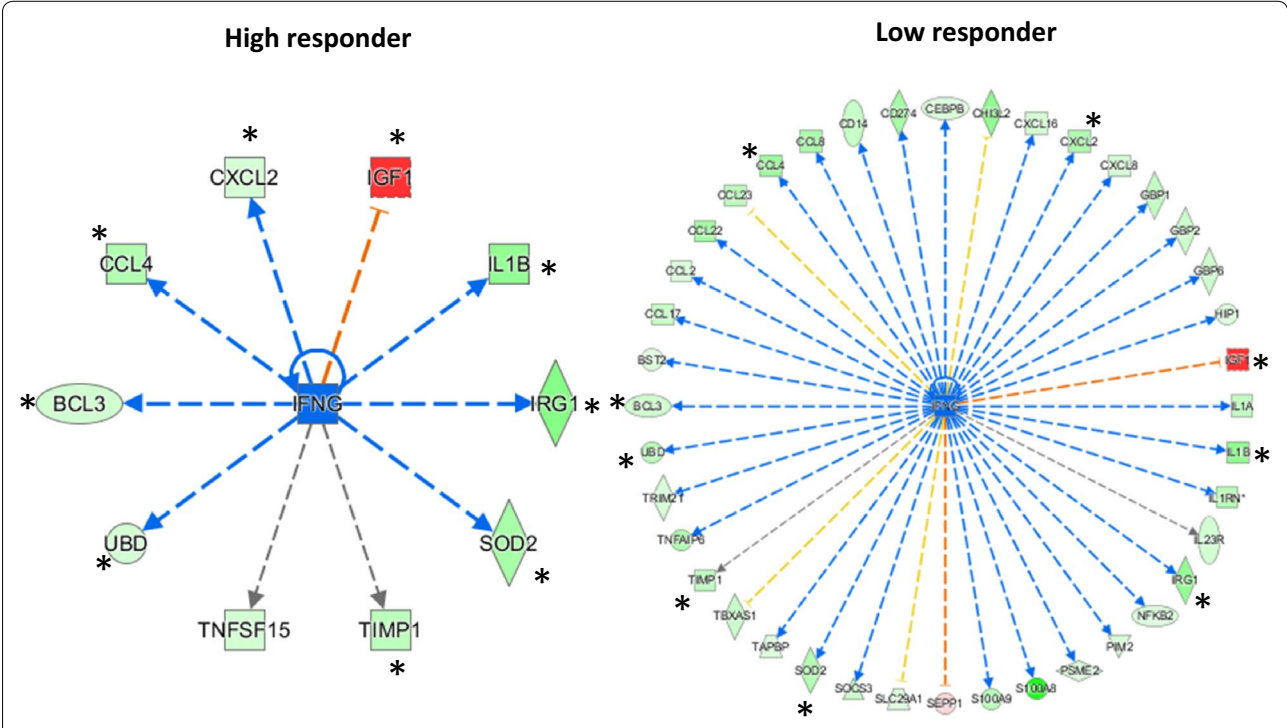 High responder
*
*
CXCL2
IGF1
*
CCL4
IL1B
*
BCL3
*
IFNG
IRG1
*
UBD
*
SOD2
*
TNFSF15
TIMP1
*
Low responder
CEBPB
CHI3L2
CXCL16
CXCL2
*
CXCL8
GBP1
GBP2
GBP6
HIP1
IGF1
*
IL1A
IL1B
*
IL1RN*
IL23R
IRG1
*
NFKB2
PIM2
PSME2
S100A8
S100A9
SEPP1
SLC29A1
SOCS3
SOD2
*
TAPBP
TBXAS1
TIMP1
*
TNFAIP6
TRIM21
UBD
*
BCL3
*
BST2
CCL17
CCL2
CCL22
CCL23
CCL4
*
CCL8
CD14
CD274
IFNG